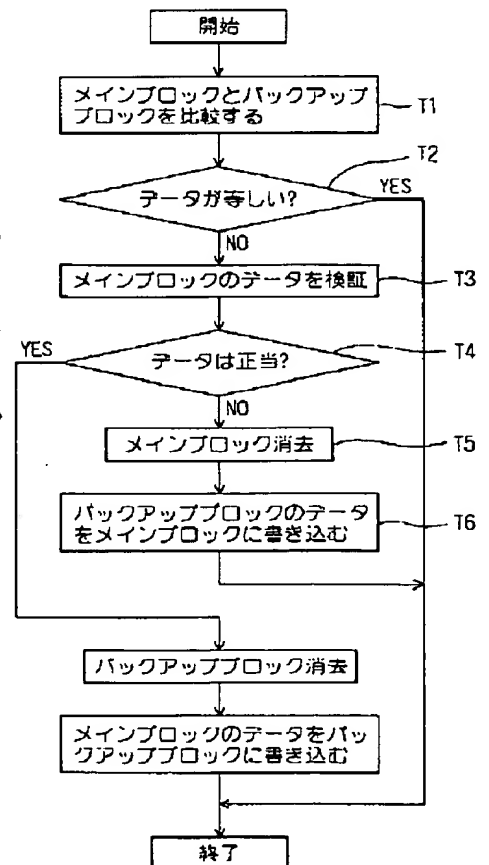 開始
メインブロックとバックアップ
ブロックを比較する
T1
T2
データが等しい?
YES
NO
メインブロックのデータを検証
T3
YES
データは正当?
T4
NO
メインブロック消去
T5
バックアップブロックのデータ
をメインブロックに書き込む
T6
バックアップブロック消去
メインブロックのデータをバッ
クアップブロックに書き込む
終了